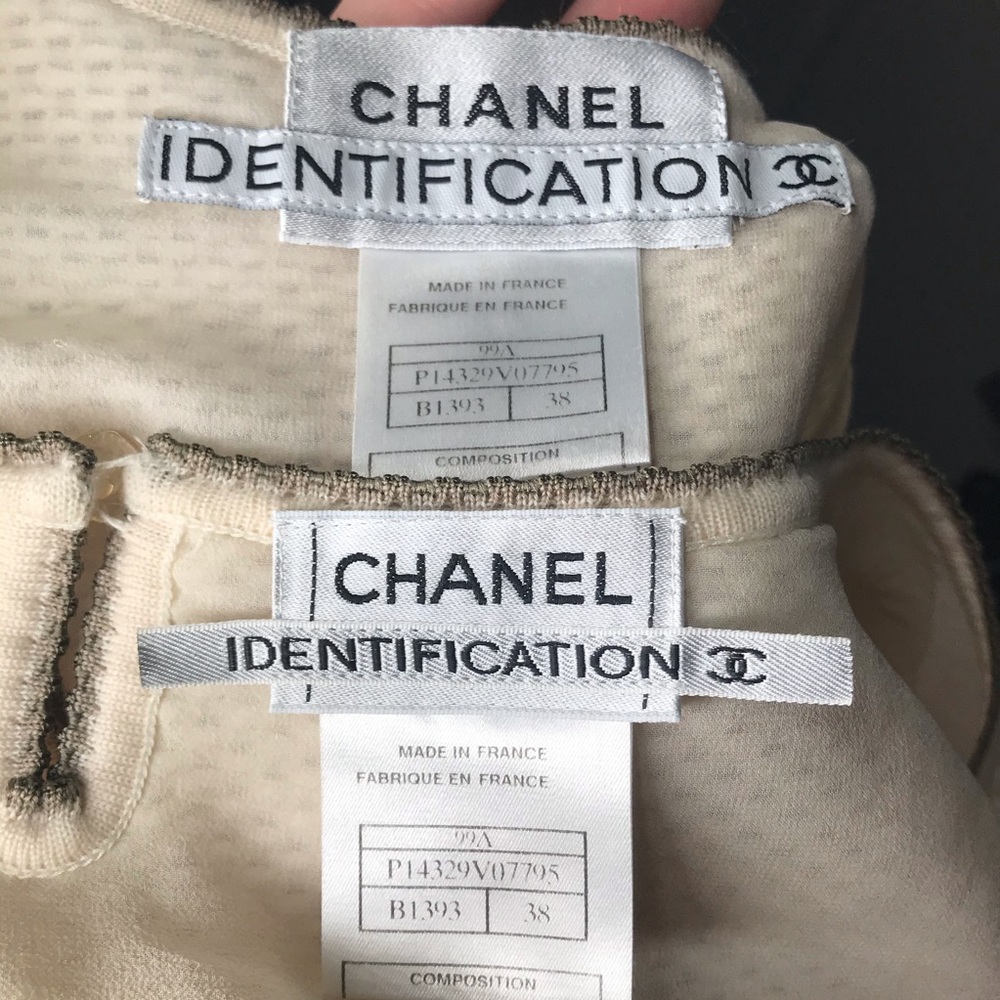 CHANEL
IDENTIFICATION
MADE IN FRANCE
FABRIQUE EN FRANCE
99A
P14329V07795
B1393 38
COMPOSITION
CHANEL
IDENTIFICATION
MADE IN FRANCE
FABRIQUE EN FRANCE
99A
P14329V07795
B1393 38
COMPOSITION